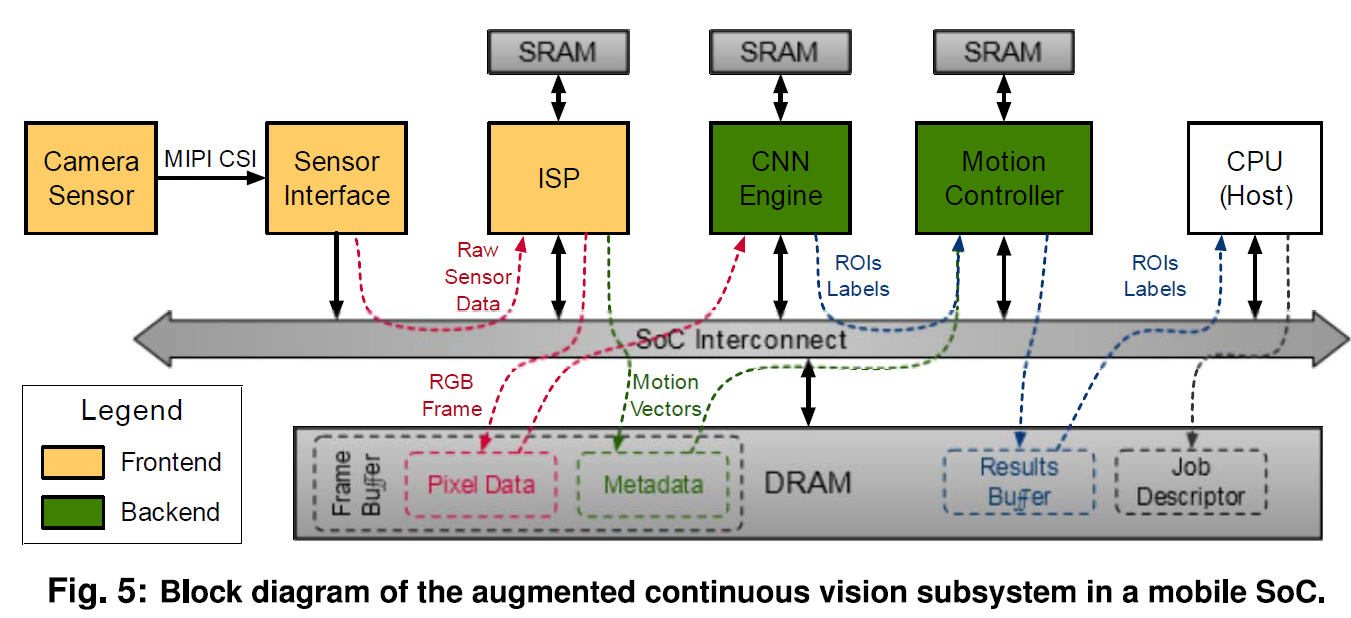 SRAM
SRAM
SRAM
Camera
Sensor
MIPI CSI
Sensor
Interface
ISP
CNN
Engine
Motion
Controller
CPU
(Host)
Raw
Sensor
Data
ROIs
Labels
ROIs
Labels
SoC Interconnect
RGB
Frame
Motion
Vectors
Legend
Frontend
Backend
Frame
Buffer
Pixel Data
Metadata
DRAM
Results
Buffer
Job
Descriptor
Fig. 5: Block diagram of the augmented continuous vision subsystem in a mobile SoC.